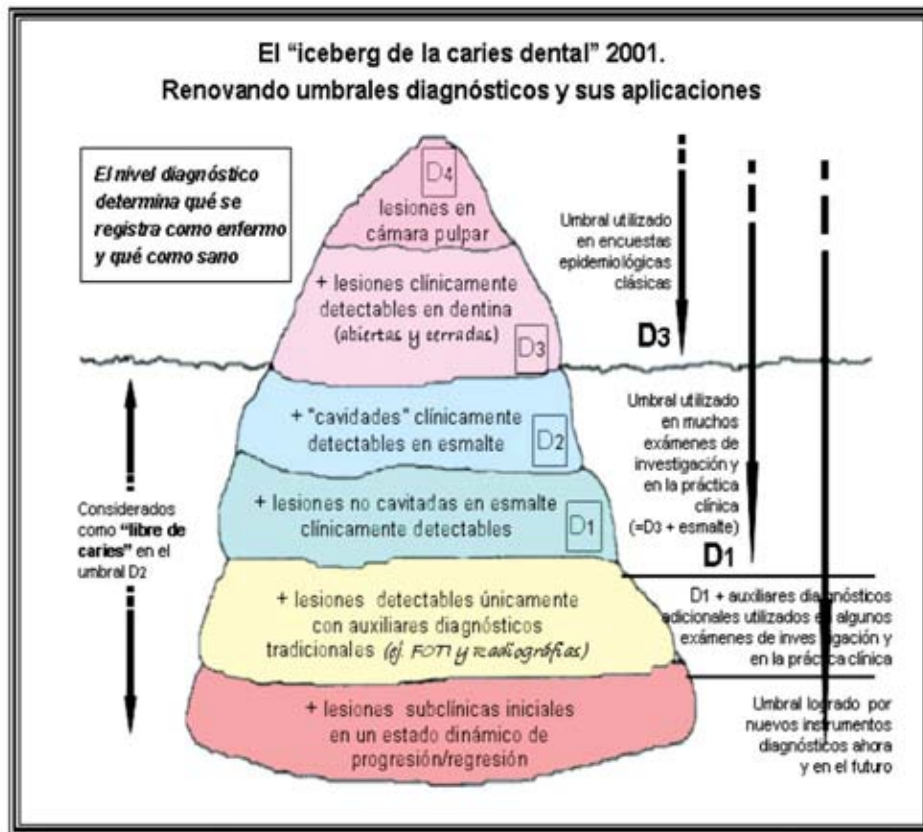 El "iceberg de la caries dental" 2001.
Renovando umbrales diagnósticos y sus aplicaciones
El nivel diagnóstico
determina qué se
registra como enfermo
y qué como sano
D4
lesiones en
cámara pulpar
+ lesiones clínicamente
detectables en dentina
(abiertas y cerradas)
D3
+ "cavidades" clínicamente
detectables en esmalte
D2
+ lesiones no cavitadas en esmalte
clínicamente detectables
D1
+ lesiones detectables únicamente
con auxiliares diagnósticos
tradicionales (ej. FOTI y radiográfias)
+ lesiones subclínicas iniciales
en un estado dinámico de
progresión/regresión
Considerados
como "libre de
caries" en el
umbral D2
Umbral utilizado
en encuestas
epidemiológicas
clásicas
D3
Umbral utilizado
en muchos
exámenes de
investigación y
en la práctica
clínica
(=D3 + esmalte)
D1
D1 + auxiliares diagnósticos
adicionales utilizados en algunos
exámenes de investigación y
en la práctica clínica
Umbral logrado por
nuevos instrumentos
diagnósticos ahora
y en el futuro